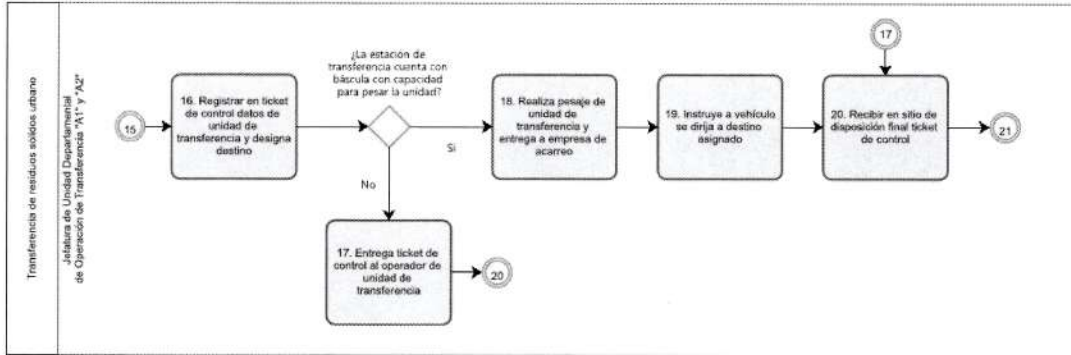 Transferencia de residuos sólidos urbano
Jefatura de Unidad Departamental
de Operación de Transferencia "A1" y "A2"
15
16. Registrar en ticket
de control datos de
unidad de
transferencia y designa
destino
¿La estación de
transferencia cuenta con
báscula con capacidad
para pesar la unidad?
Si
No
17. Entrega ticket de
control al operador de
unidad de
transferencia
20
18. Realiza pesaje de
unidad de
transferencia y
entrega a empresa de
acarreo
19. Instruye a vehículo
se dirija a destino
asignado
17
20. Recibir en sitio de
disposición final ticket
de control
21